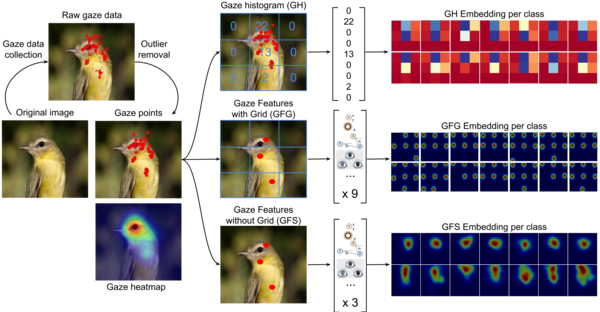 Raw gaze data
Gaze data
collection
Outlier
removal
Original image
Gaze points
Gaze heatmap
Gaze histogram (GH)
0 22 0
0 13 0
0 2 0
0
22
0
0
13
0
0
2
0
GH Embedding per class
Gaze Features
with Grid (GFG)
...
x 9
GFG Embedding per class
Gaze Features
without Grid (GFS)
...
x 3
GFS Embedding per class